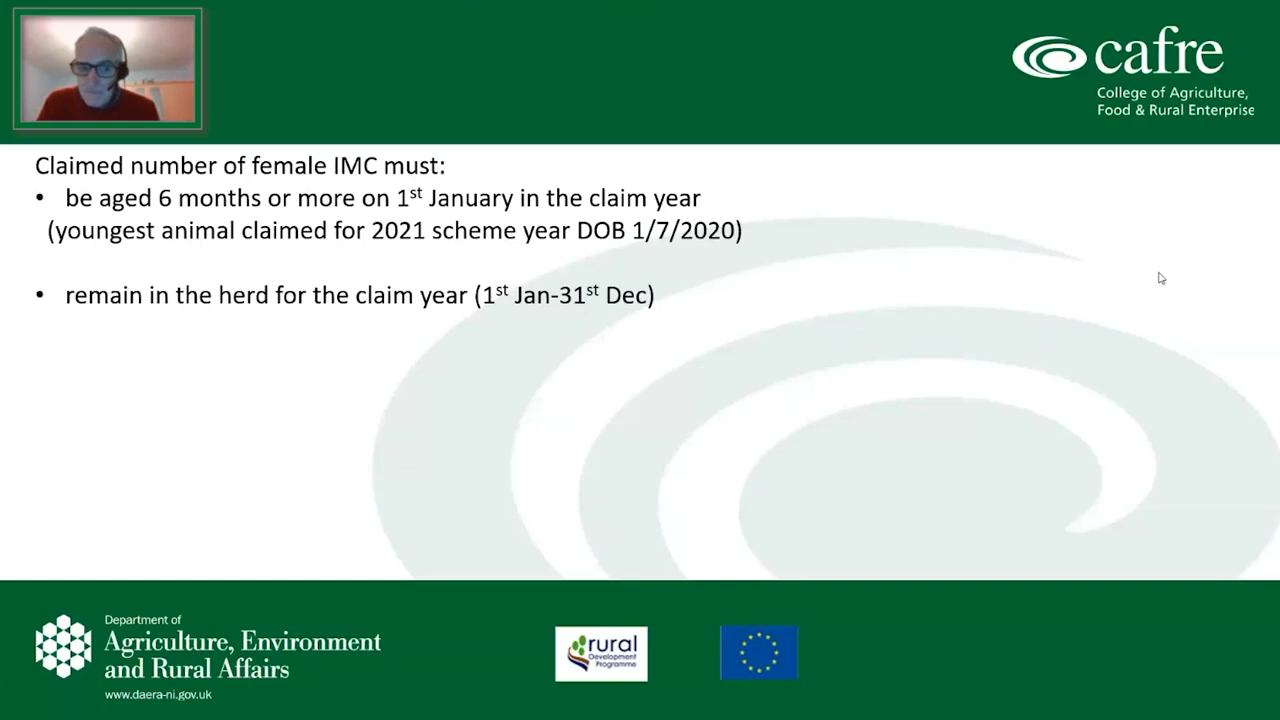 cafre
College of Agriculture,
Food & Rural Enterprise
Claimed number of female IMC must:
• be aged 6 months or more on 1st January in the claim year
(youngest animal claimed for 2021 scheme year DOB 1/7/2020)
• remain in the herd for the claim year (1st Jan-31st Dec)
Department of
Agriculture, Environment
and Rural Affairs
www.daera-ni.gov.uk
rural
Development
Programme